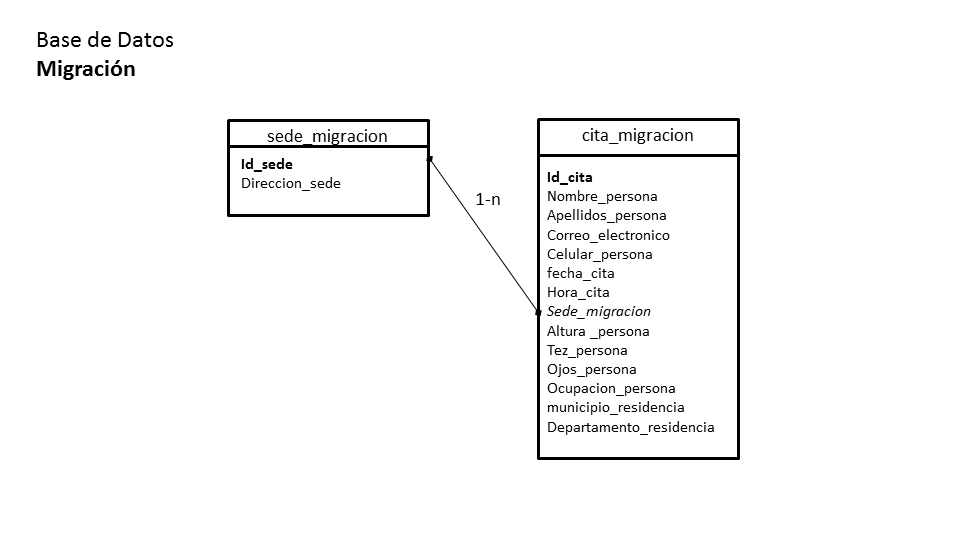 Base de Datos
Migración
sede_migracion
Id_sede
Direccion_sede
1-n
cita_migracion
Id_cita
Nombre_persona
Apellidos_persona
Correo_electronico
Celular_persona
fecha_cita
Hora_cita
Sede_migracion
Altura _persona
Tez_persona
Ojos_persona
Ocupacion_persona
municipio_residencia
Departamento_residencia